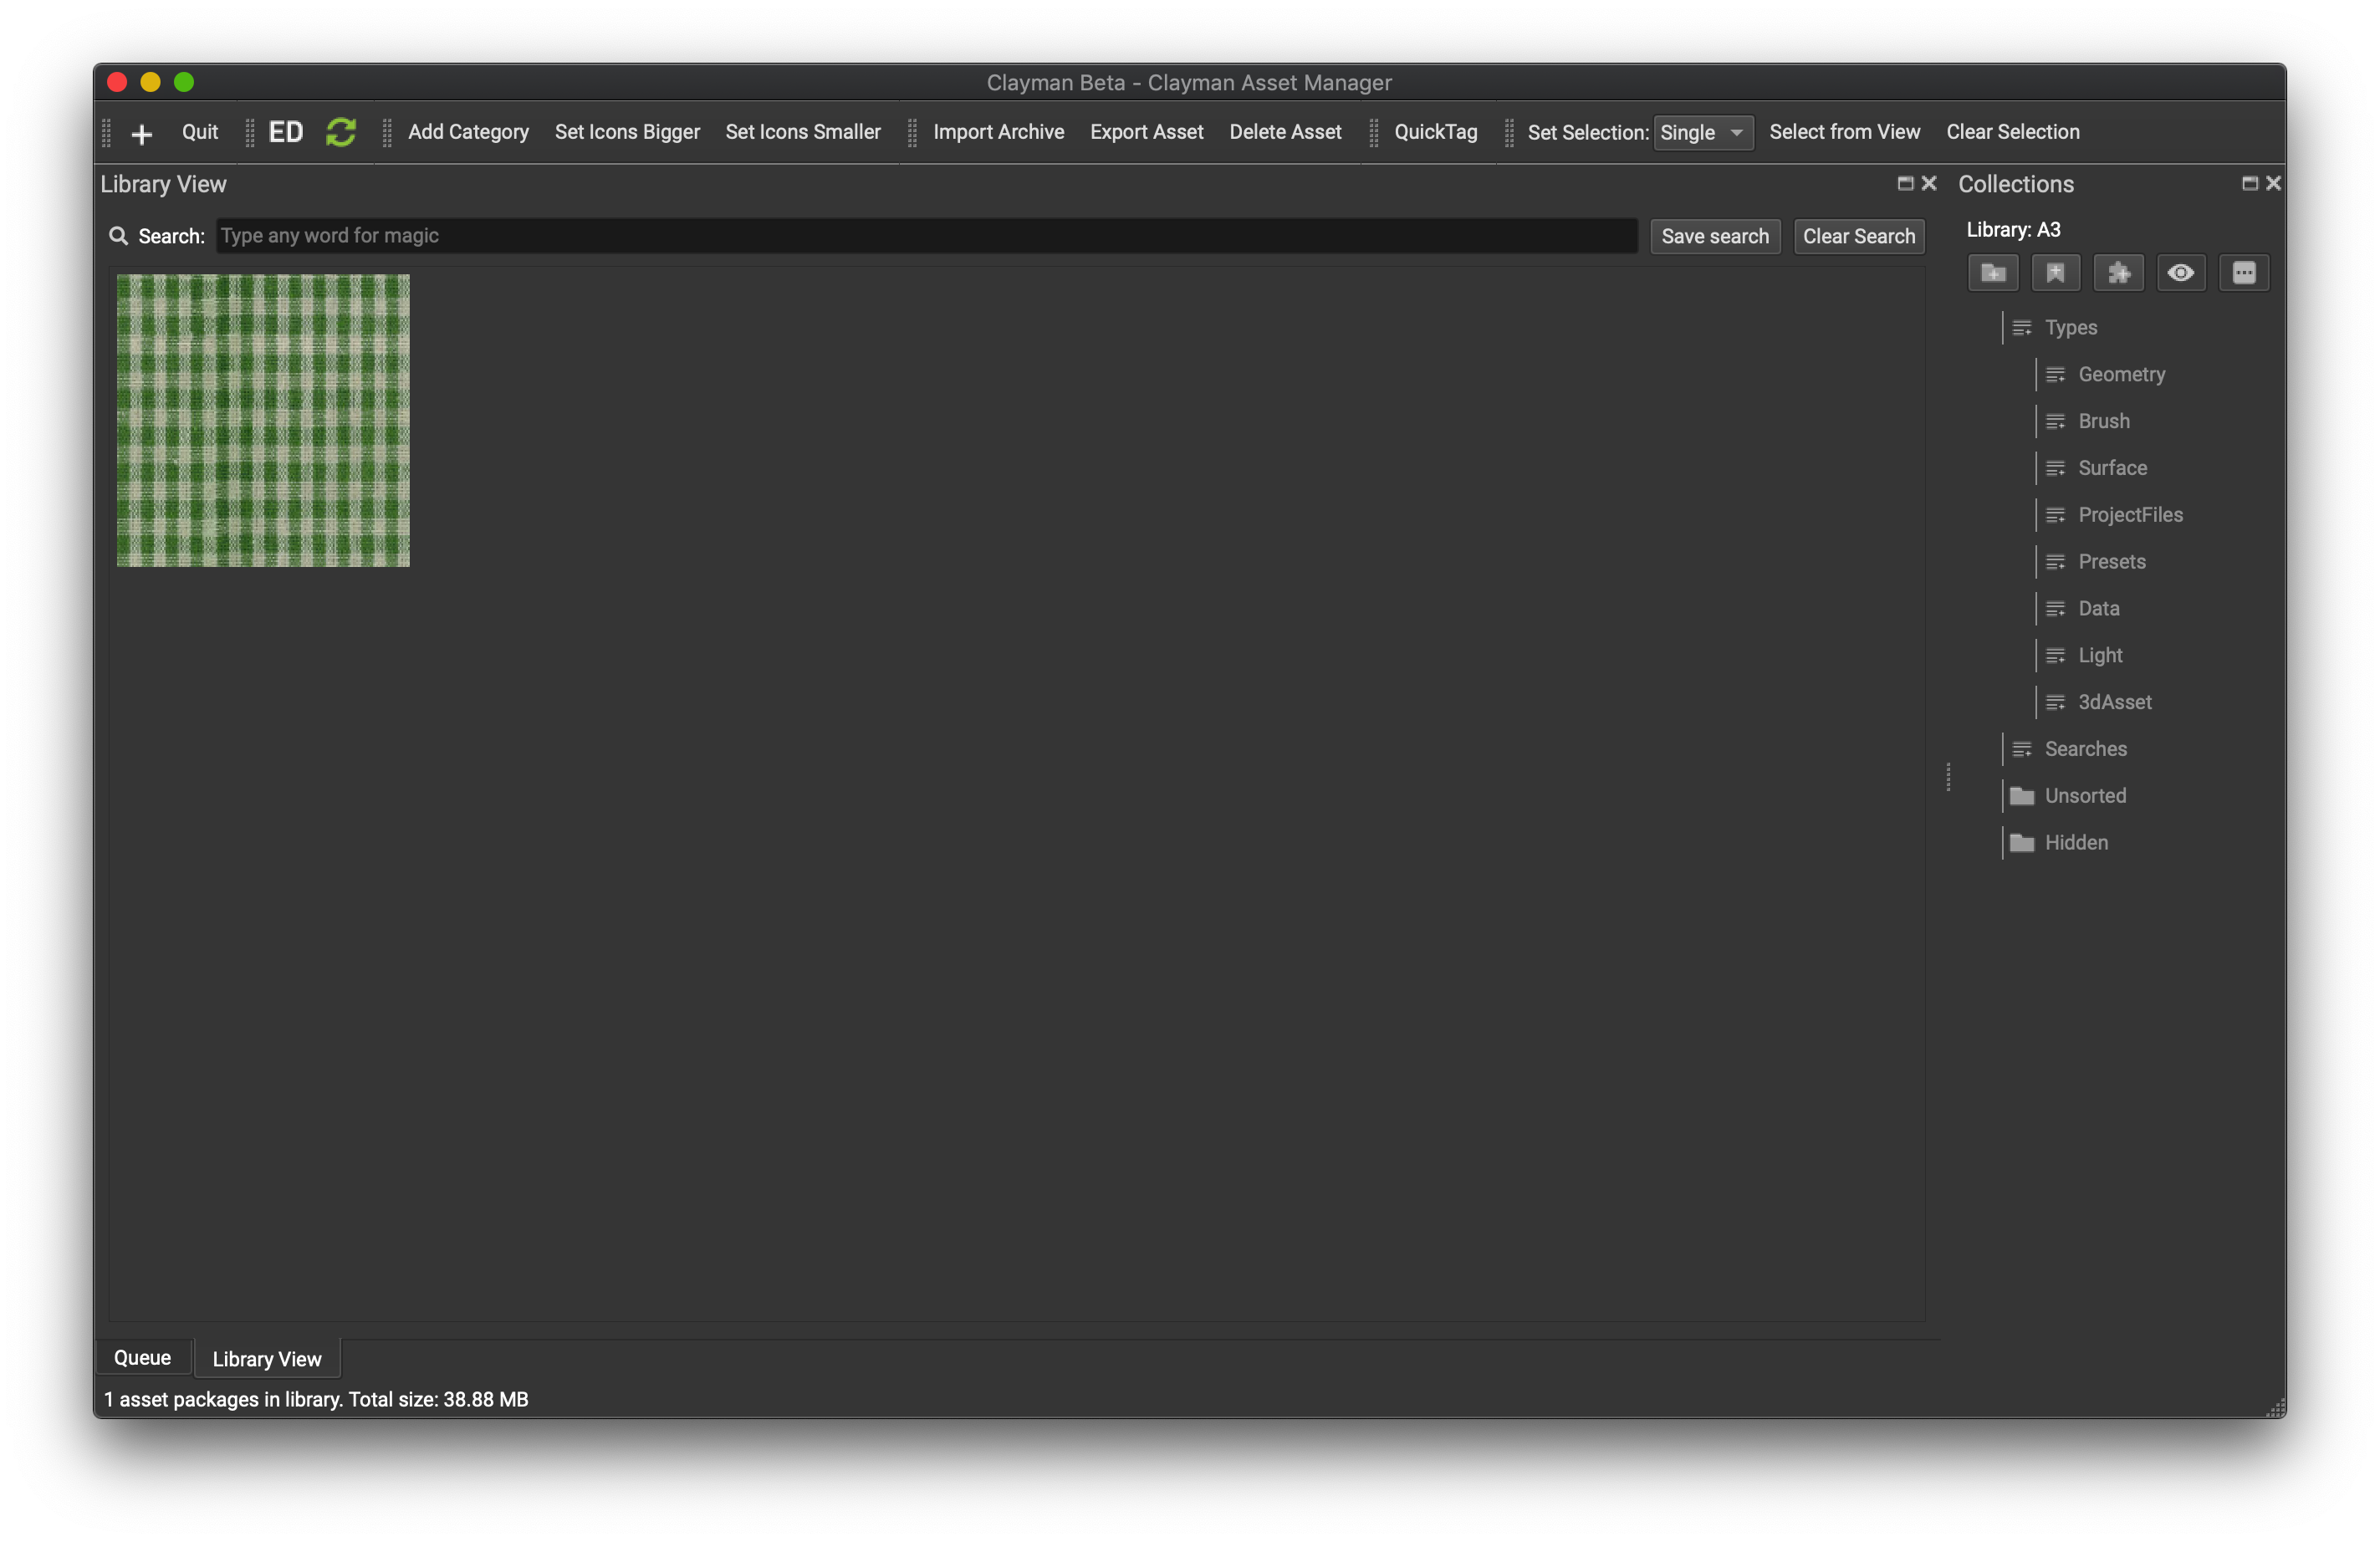 Clayman Beta - Clayman Asset Manager
+ Quit ED Add Category Set Icons Bigger Set Icons Smaller Import Archive Export Asset Delete Asset QuickTag Set Selection: Single Select from View Clear Selection
Library View
Search: Type any word for magic Save search Clear Search
Collections
Library: A3
Types
Geometry
Brush
Surface
ProjectFiles
Presets
Data
Light
3dAsset
Searches
Unsorted
Hidden
Queue Library View
1 asset packages in library. Total size: 38.88 MB